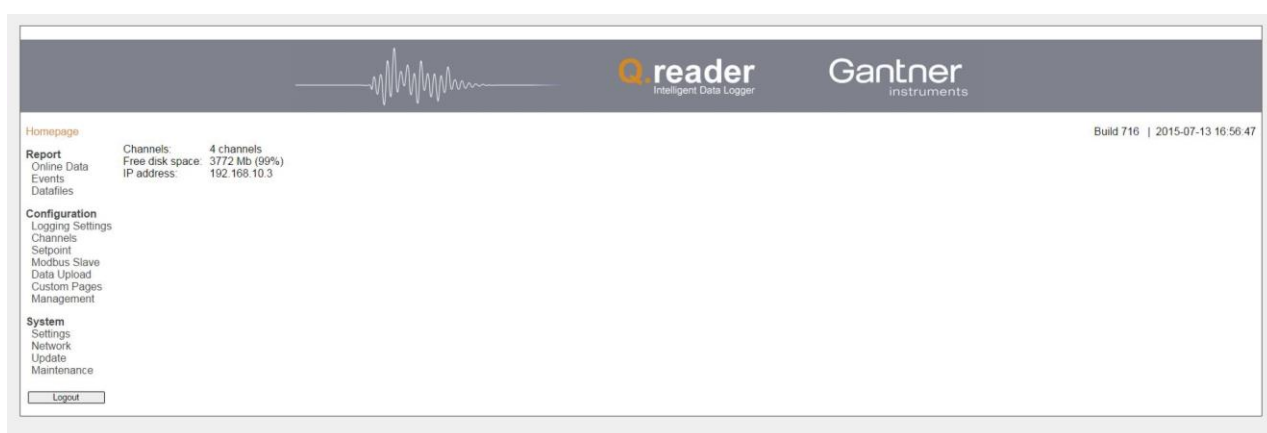 Q.reader
Intelligent Data Logger
Gantner
instruments
Homepage
Build 716 | 2015-07-13 16:56:47
Report
Online Data
Events
Datafiles
Channels: 4 channels
Free disk space: 3772 Mb (99%)
IP address: 192.168.10.3
Configuration
Logging Settings
Channels
Setpoint
Modbus Slave
Data Upload
Custom Pages
Management
System
Settings
Network
Update
Maintenance
Logout